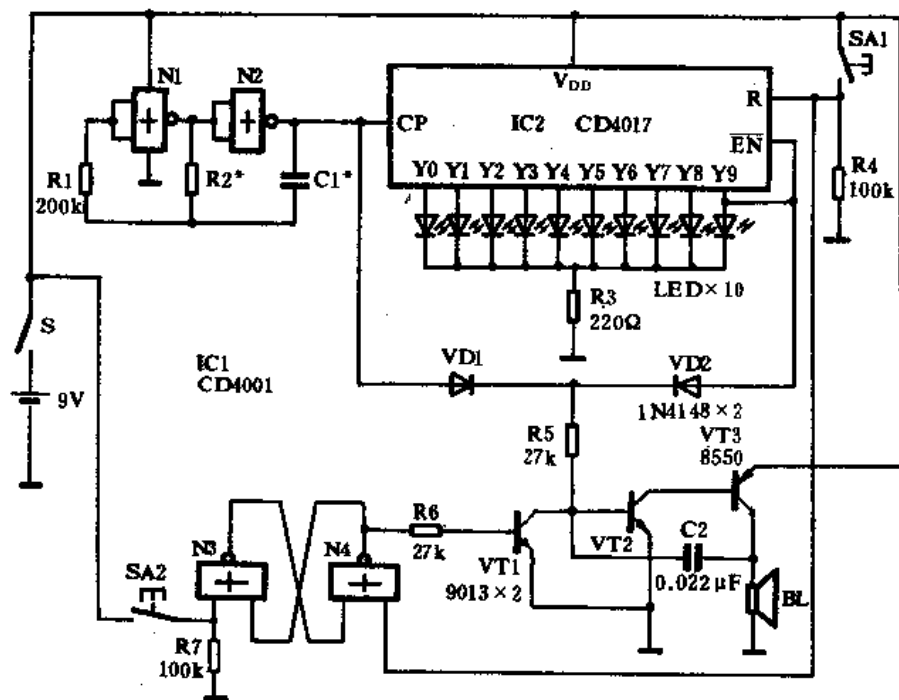 SA1
N1
N2
V_DD
R
CP
IC2 CD4017
E̅N̅
Y0 Y1 Y2 Y3 Y4 Y5 Y6 Y7 Y8 Y9
R1
200k
R2*
C1*
R4
100k
R3
220Ω
LED×10
S
9V
IC1
CD4001
VD1
VD2
1N4148×2
R5
27k
VT3
8550
R6
27k
N3
N4
VT1
9013×2
VT2
C2
0.022μF
BL
SA2
R7
100k